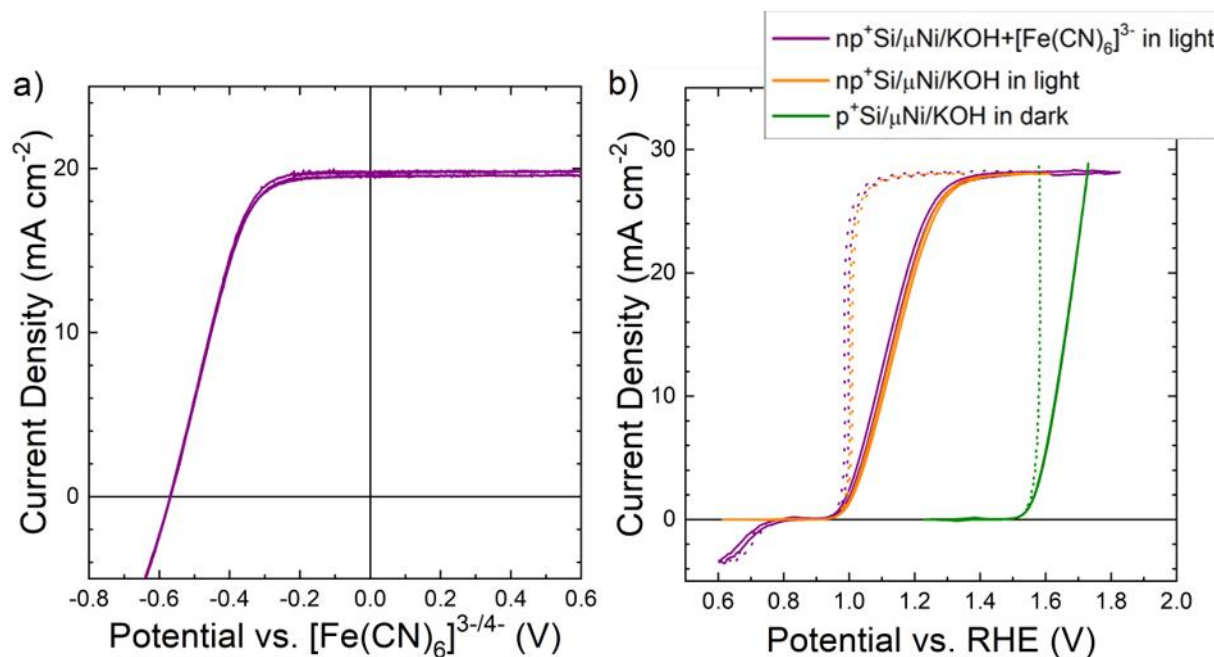 np⁺Si/μNi/KOH+[Fe(CN)₆]³⁻ in light
np⁺Si/μNi/KOH in light
p⁺Si/μNi/KOH in dark
a)
b)
Current Density (mA cm⁻²)
20
10
0
-0.8 -0.6 -0.4 -0.2 0.0 0.2 0.4 0.6
Potential vs. [Fe(CN)₆]³⁻/⁴⁻ (V)
Current Density (mA cm⁻²)
30
20
10
0
0.6 0.8 1.0 1.2 1.4 1.6 1.8 2.0
Potential vs. RHE (V)